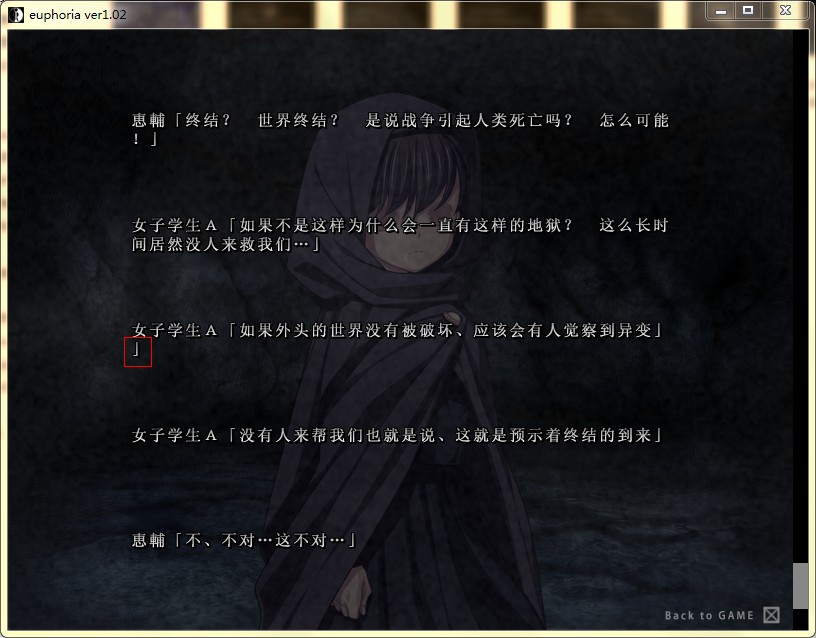 euphoria ver1.02
惠輔「终结？　世界终结？　是说战争引起人类死亡吗？　怎么可能
！」
女子学生Ａ「如果不是这样为什么会一直有这样的地狱？　这么长时
间居然没人来救我们…」
女子学生Ａ「如果外头的世界没有被破坏、应该会有人觉察到异变」
」
女子学生Ａ「没有人来帮我们也就是说、这就是预示着终结的到来」
惠輔「不、不对…这不对…」
Back to GAME